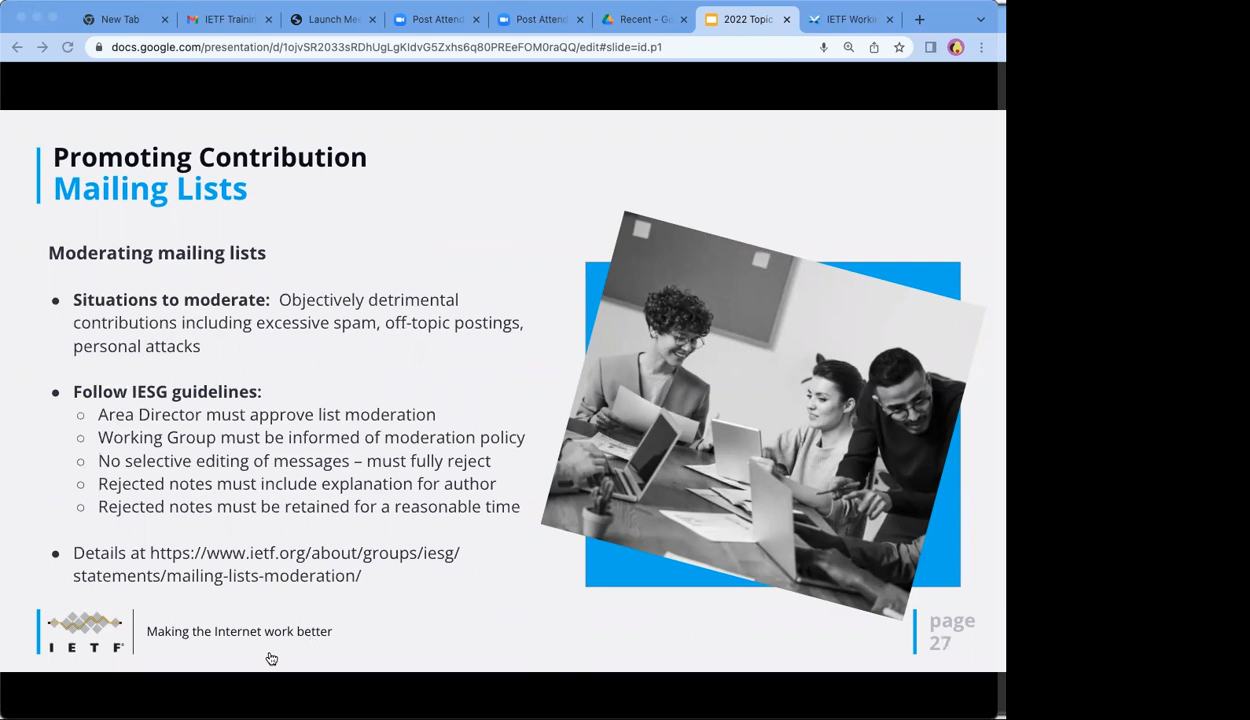 New Tab
IETF Trainin
Launch Me
Post Attend
Post Attend
Recent - G
2022 Topic
IETF Worki
docs.google.com/presentation/d/1ojvSR2033sRDhUgLgKldvG5Zxhs6q80PREeFOM0raQQ/edit#slide=id.p1
Promoting Contribution
Mailing Lists
Moderating mailing lists
● Situations to moderate: Objectively detrimental
contributions including excessive spam, off-topic postings,
personal attacks
● Follow IESG guidelines:
○ Area Director must approve list moderation
○ Working Group must be informed of moderation policy
○ No selective editing of messages – must fully reject
○ Rejected notes must include explanation for author
○ Rejected notes must be retained for a reasonable time
● Details at https://www.ietf.org/about/groups/iesg/
statements/mailing-lists-moderation/
I E T F®
Making the Internet work better
page
27